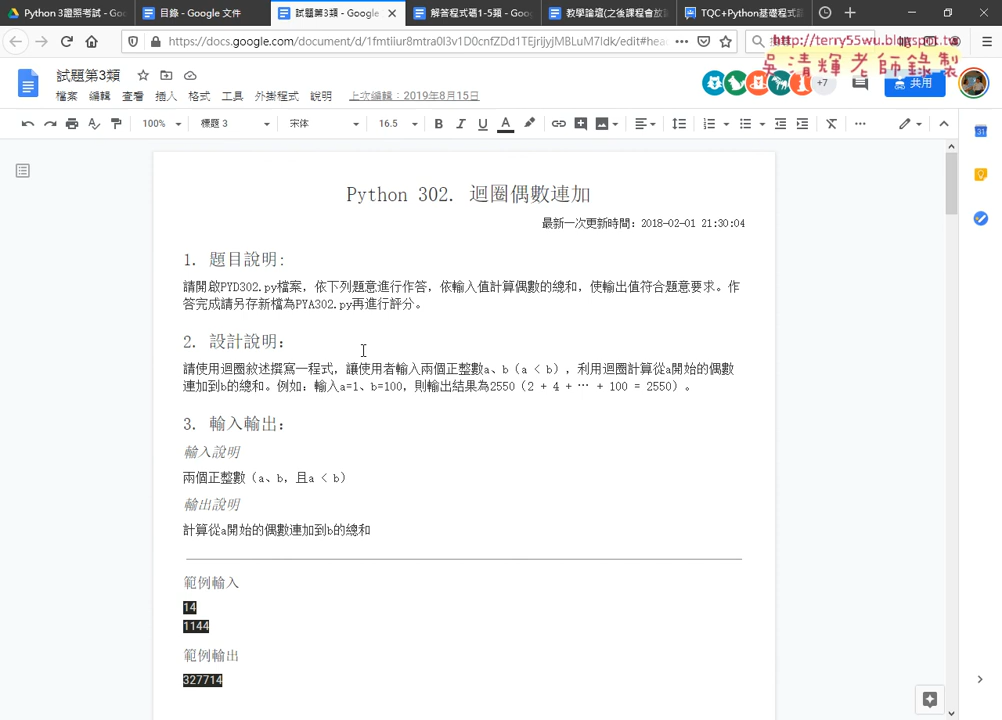 Python 3證照考試 - Goo
目錄 - Google 文件
試題第3類 - Google
解答程式碼1-5類 - Goo
教學論壇(之後課程會放
TQC+Python基礎程式
https://docs.google.com/document/d/1fmtiiur8mtra0l3v1D0cnfZDd1TEjrljyjMBLuM7Idk/edit#hea
http://terry55wu.blogspot.tw
吳清輝老師錄製
試題第3類
檔案 編輯 查看 插入 格式 工具 外掛程式 說明 上次編輯：2019年8月15日
+7
共用
100% 標題 3 宋体 16.5 B I U A
31
Python 302. 迴圈偶數連加
最新一次更新時間：2018-02-01 21:30:04
1. 題目說明:
請開啟PYD302.py檔案，依下列題意進行作答，依輸入值計算偶數的總和，使輸出值符合題意要求。作
答完成請另存新檔為PYA302.py再進行評分。
2. 設計說明：
請使用迴圈敘述撰寫一程式，讓使用者輸入兩個正整數a、b（a < b），利用迴圈計算從a開始的偶數
連加到b的總和。例如：輸入a=1、b=100，則輸出結果為2550（2 + 4 + … + 100 = 2550）。
3. 輸入輸出：
輸入說明
兩個正整數（a、b，且a < b）
輸出說明
計算從a開始的偶數連加到b的總和
範例輸入
14
1144
範例輸出
327714